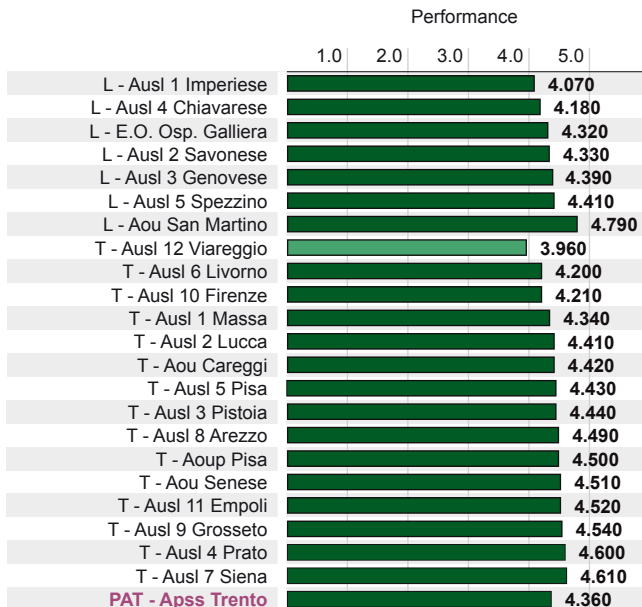 Performance
1.0 2.0 3.0 4.0 5.0
L - Ausl 1 Imperiese 4.070
L - Ausl 4 Chiavarese 4.180
L - E.O. Osp. Galliera 4.320
L - Ausl 2 Savonese 4.330
L - Ausl 3 Genovese 4.390
L - Ausl 5 Spezzino 4.410
L - Aou San Martino 4.790
T - Ausl 12 Viareggio 3.960
T - Ausl 6 Livorno 4.200
T - Ausl 10 Firenze 4.210
T - Ausl 1 Massa 4.340
T - Ausl 2 Lucca 4.410
T - Aou Careggi 4.420
T - Ausl 5 Pisa 4.430
T - Ausl 3 Pistoia 4.440
T - Ausl 8 Arezzo 4.490
T - Aoup Pisa 4.500
T - Aou Senese 4.510
T - Ausl 11 Empoli 4.520
T - Ausl 9 Grosseto 4.540
T - Ausl 4 Prato 4.600
T - Ausl 7 Siena 4.610
PAT - Apss Trento 4.360